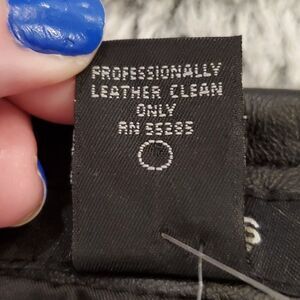 PROFESSIONALLY
LEATHER CLEAN
ONLY
RN 55285